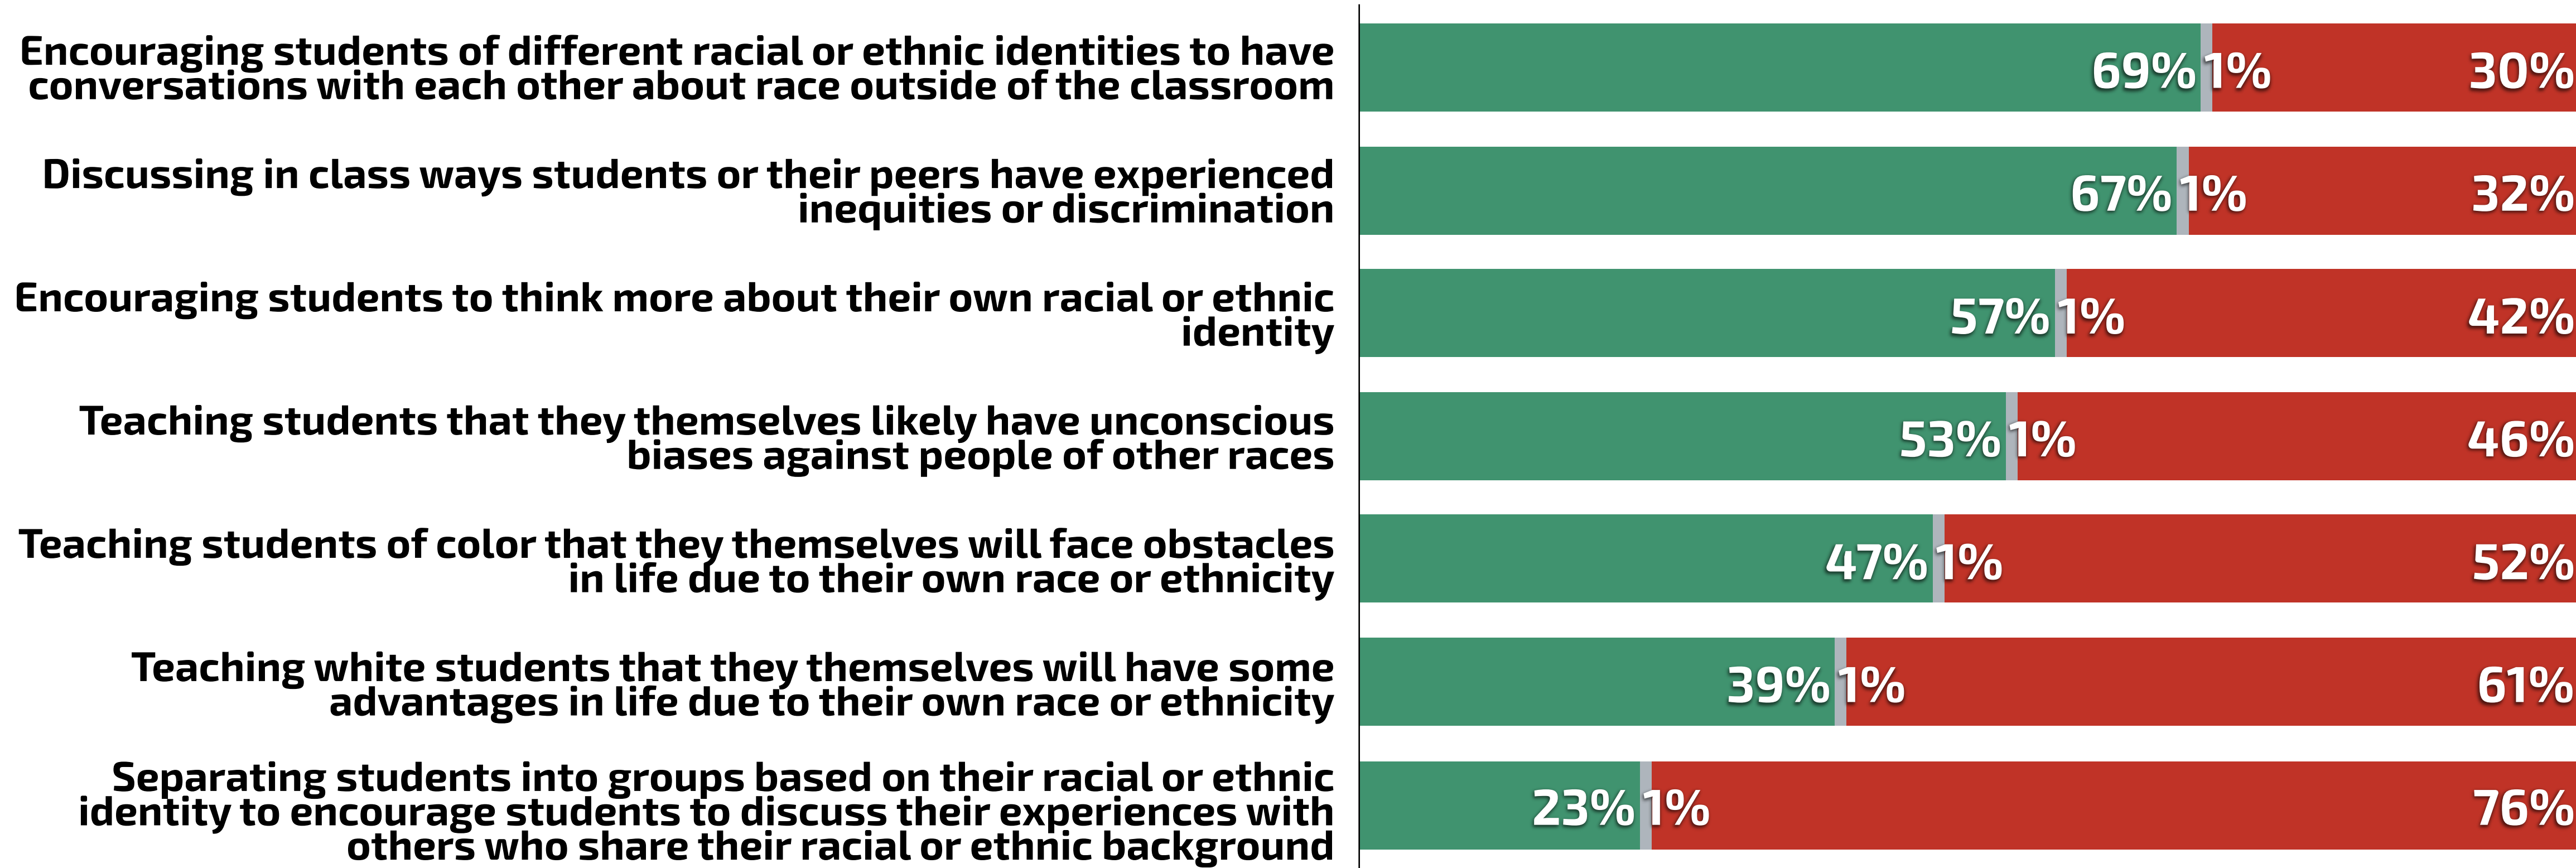 Encouraging students of different racial or ethnic identities to have
conversations with each other about race outside of the classroom
69% 1% 30%
Discussing in class ways students or their peers have experienced
inequities or discrimination
67% 1% 32%
Encouraging students to think more about their own racial or ethnic
identity
57% 1% 42%
Teaching students that they themselves likely have unconscious
biases against people of other races
53% 1% 46%
Teaching students of color that they themselves will face obstacles
in life due to their own race or ethnicity
47% 1% 52%
Teaching white students that they themselves will have some
advantages in life due to their own race or ethnicity
39% 1% 61%
Separating students into groups based on their racial or ethnic
identity to encourage students to discuss their experiences with
others who share their racial or ethnic background
23% 1% 76%